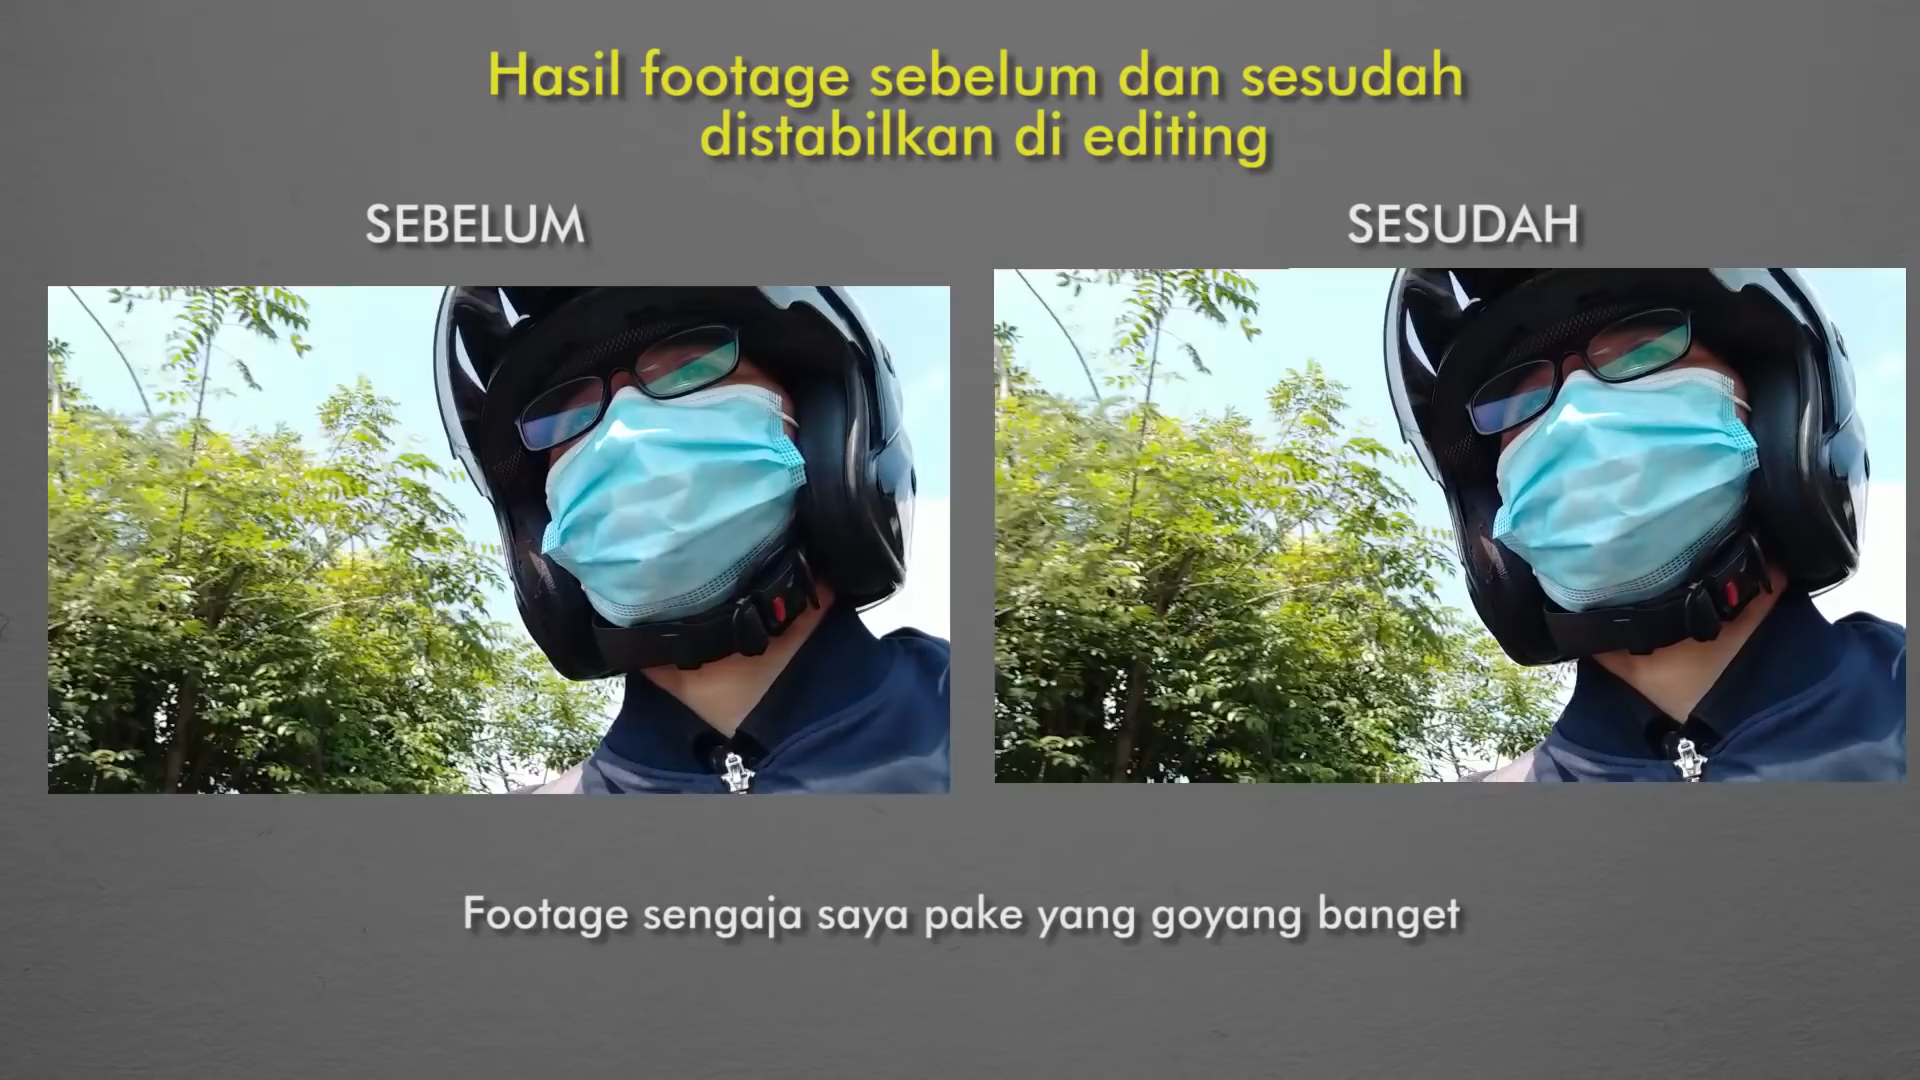 Hasil footage sebelum dan sesudah
distabilkan di editing
SEBELUM
SESUDAH
Footage sengaja saya pake yang goyang banget